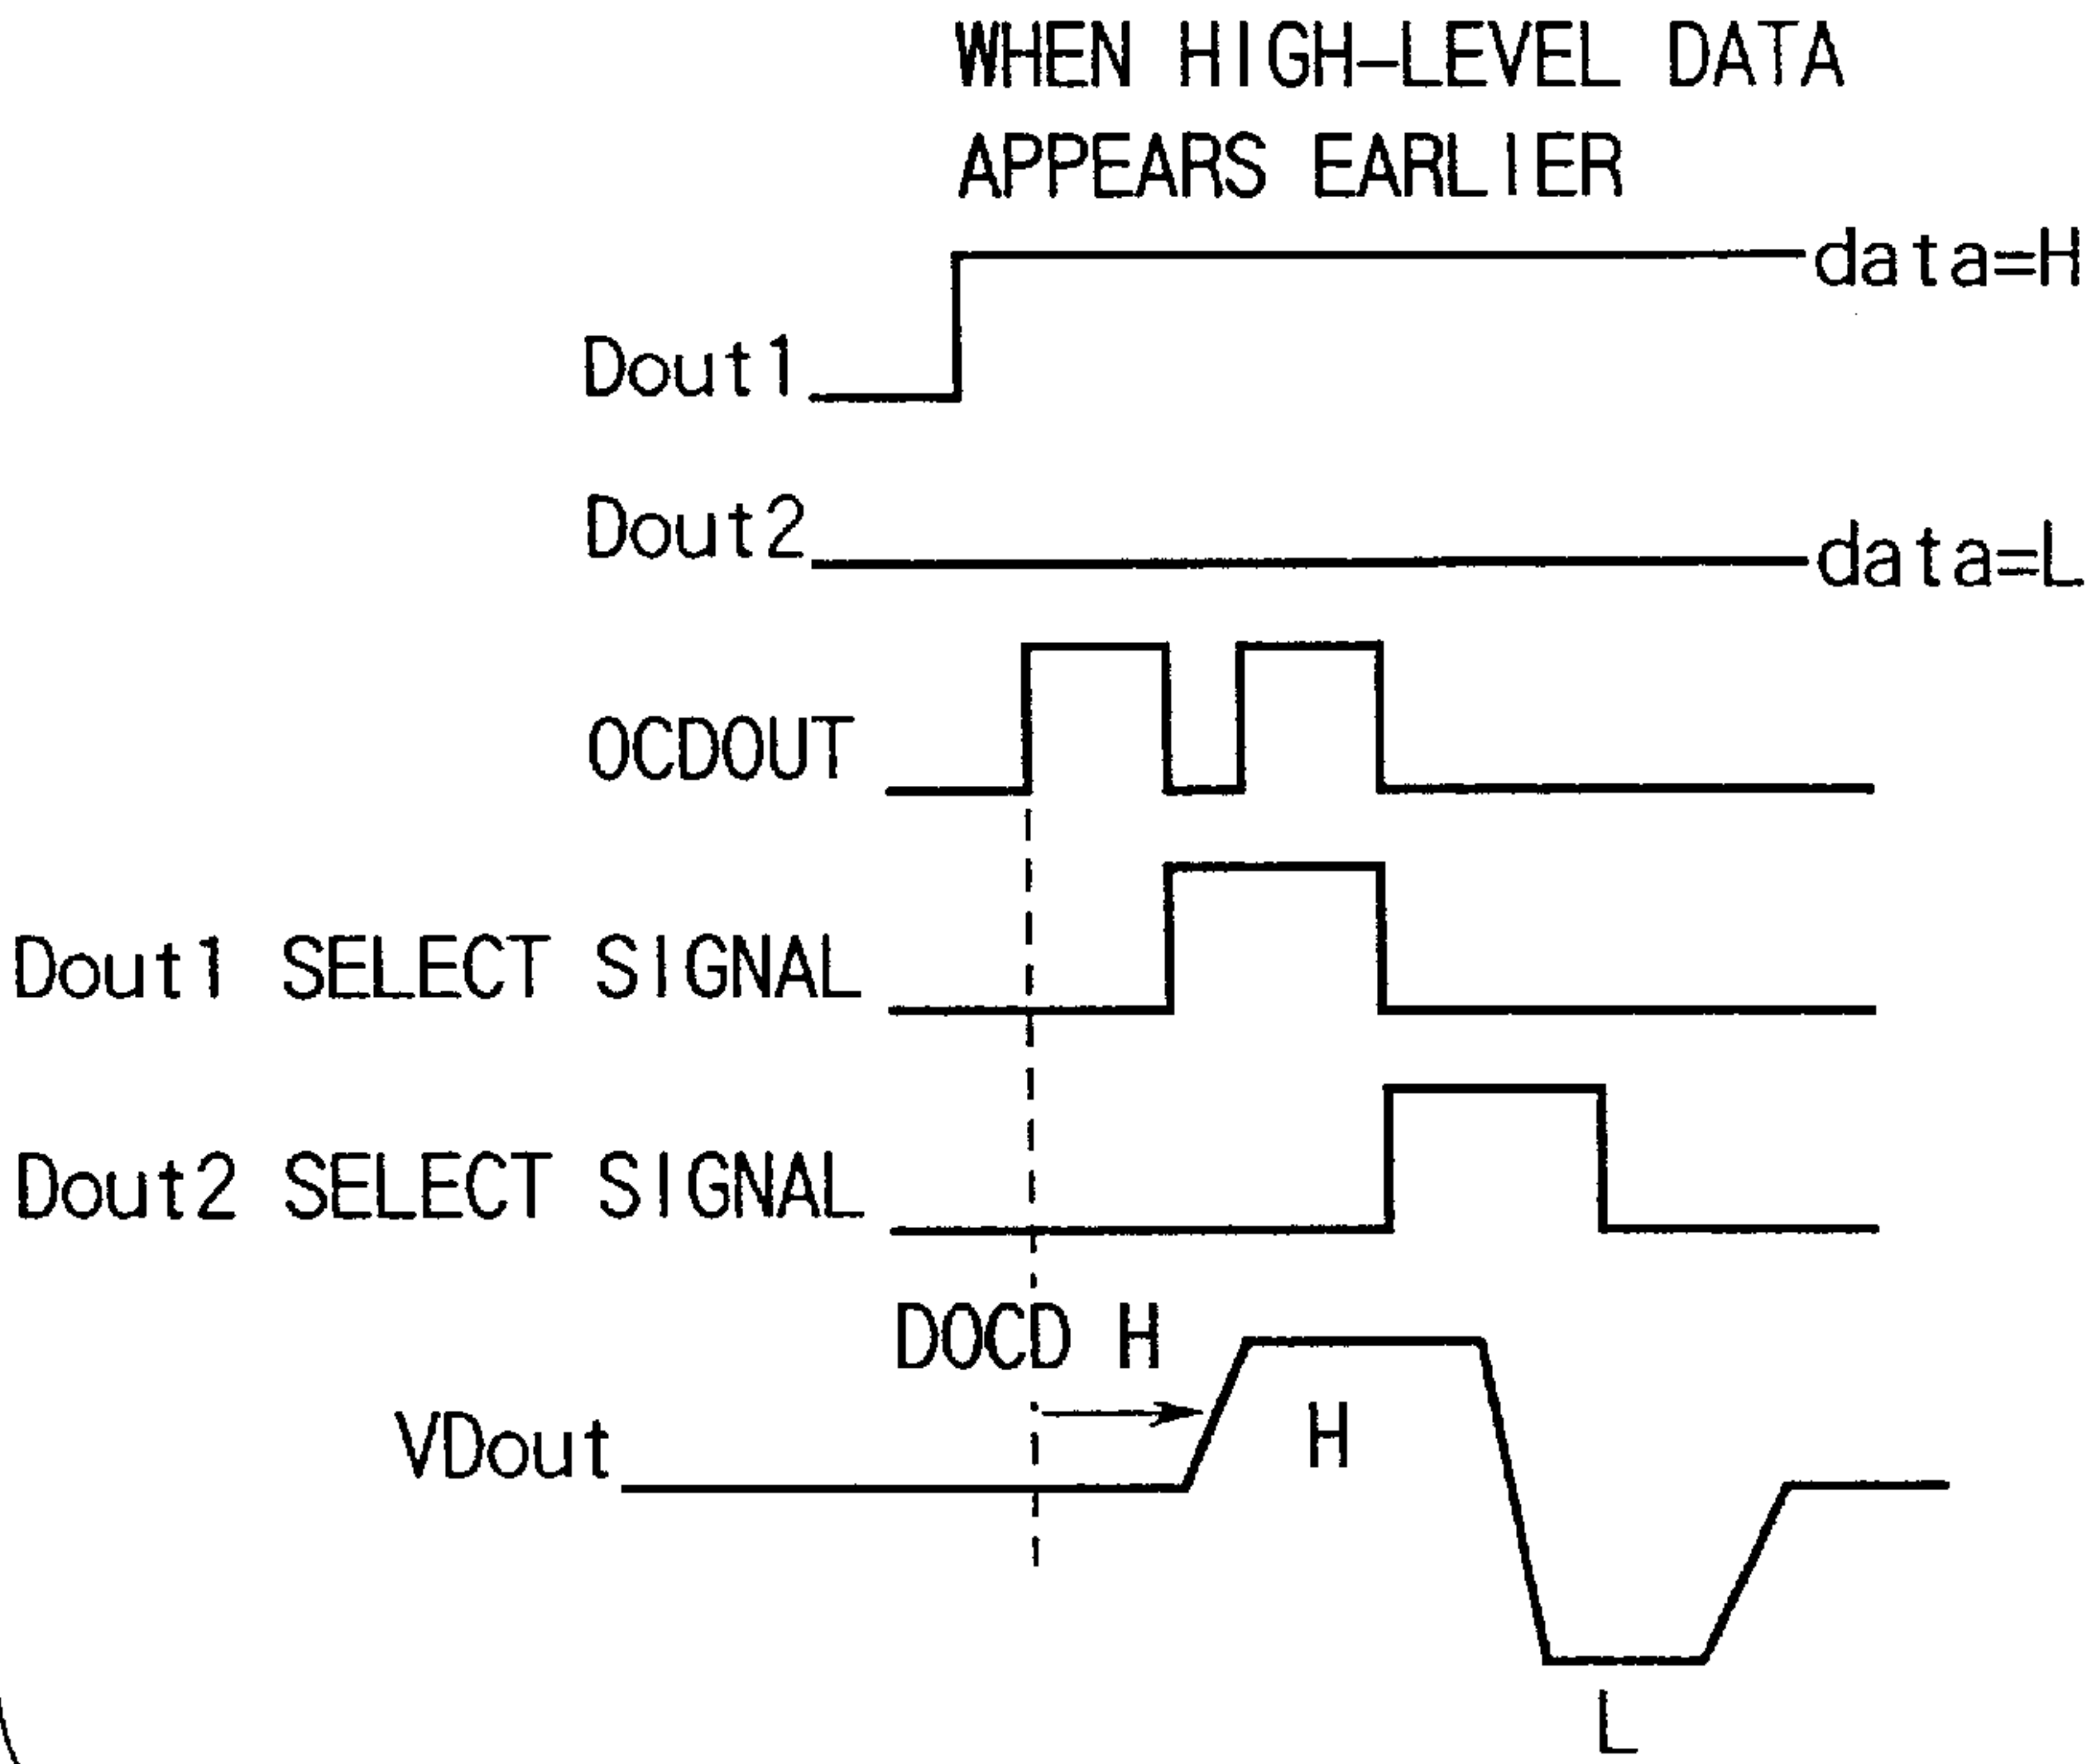 WHEN HIGH-LEVEL DATA
APPEARS EARLIER
data=H
Dout1
Dout2
data=L
OCDOUT
Dout1 SELECT SIGNAL
Dout2 SELECT SIGNAL
DOCD H
VDout
H
L